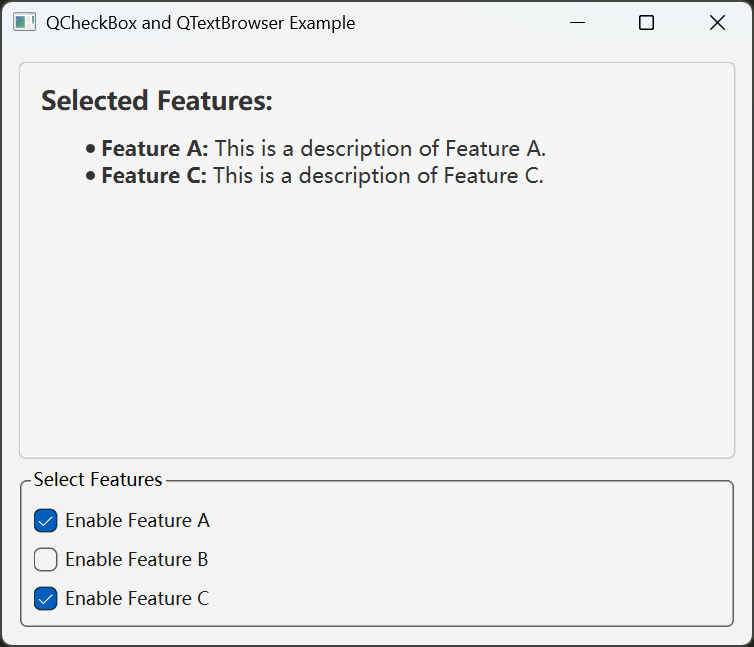 QCheckBox and QTextBrowser Example
Selected Features:
• Feature A: This is a description of Feature A.
• Feature C: This is a description of Feature C.
Select Features
Enable Feature A
Enable Feature B
Enable Feature C